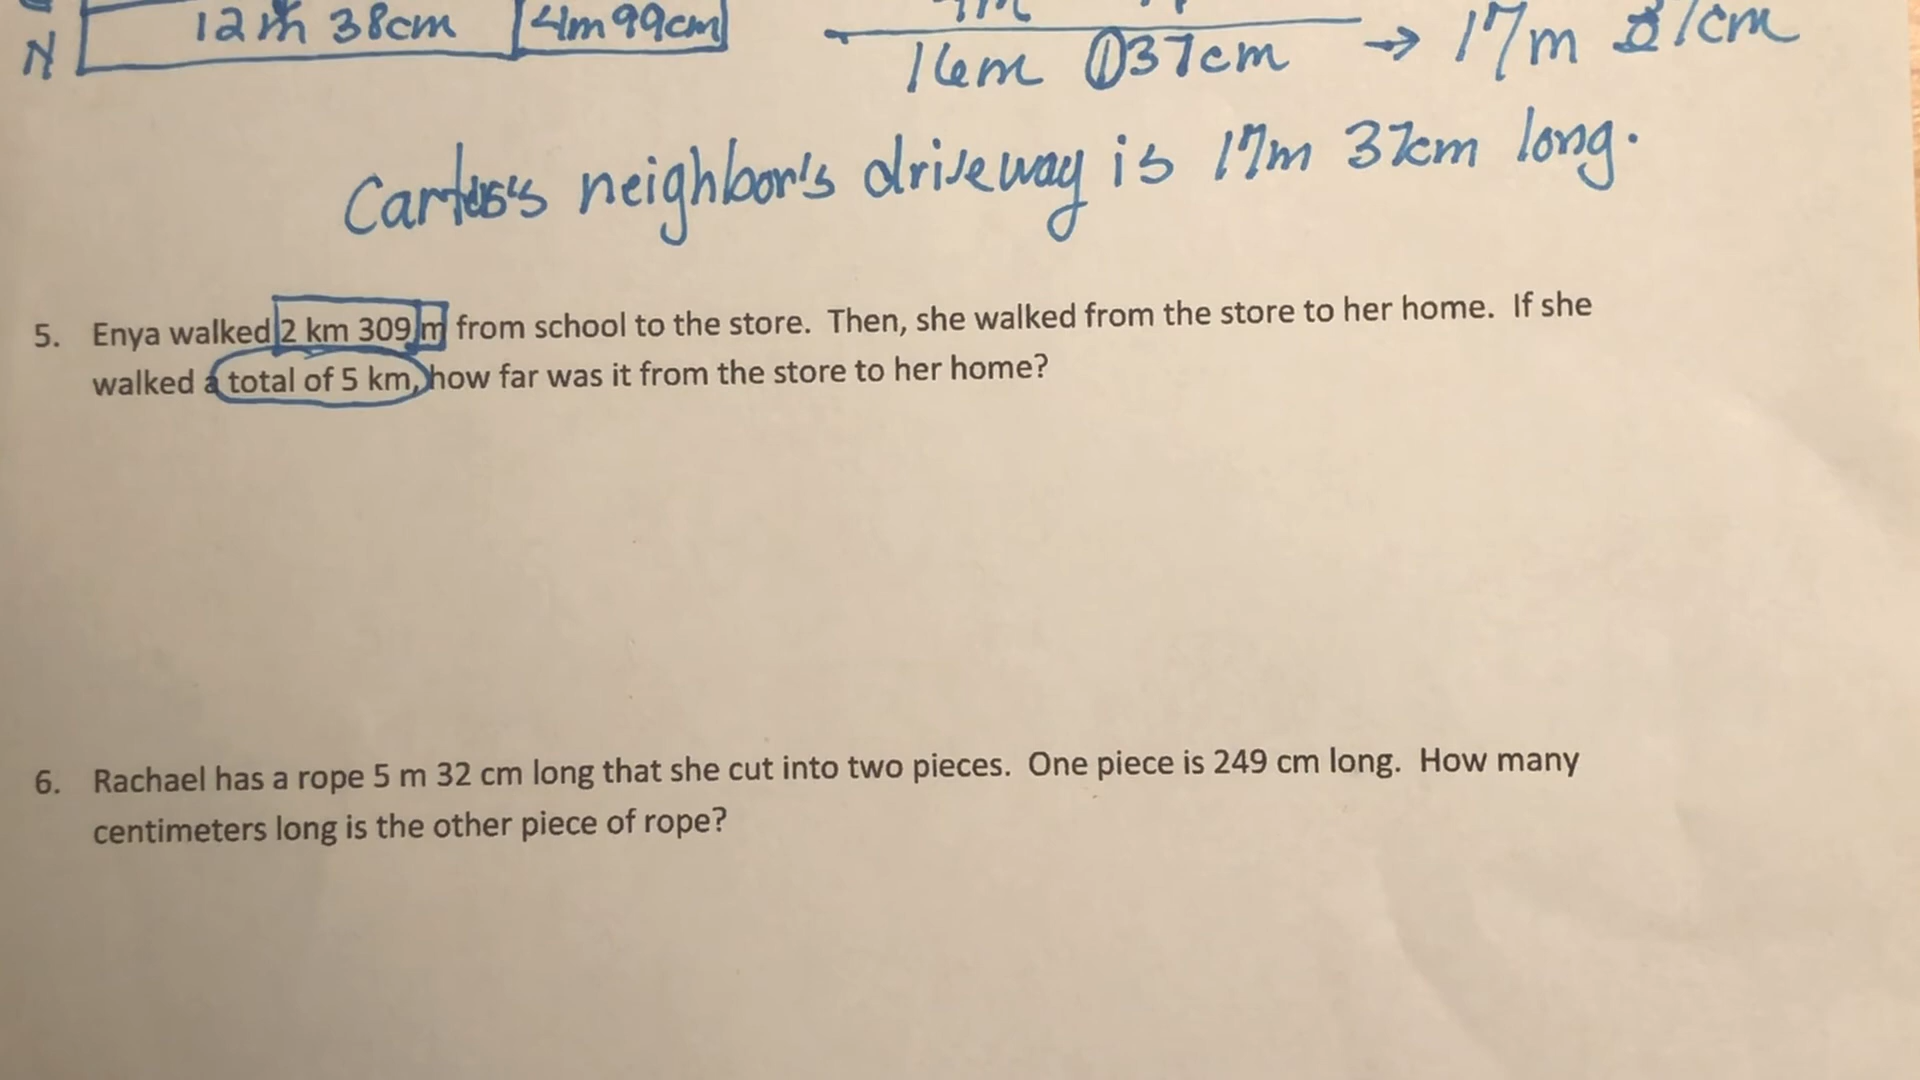 N 12m 38cm 4m 99cm
16m 137cm → 17m 1cm
Carlos's neighbor's driveway is 17m 37cm long.
5. Enya walked 2 km 309 m from school to the store. Then, she walked from the store to her home. If she
walked a total of 5 km, how far was it from the store to her home?
6. Rachael has a rope 5 m 32 cm long that she cut into two pieces. One piece is 249 cm long. How many
centimeters long is the other piece of rope?